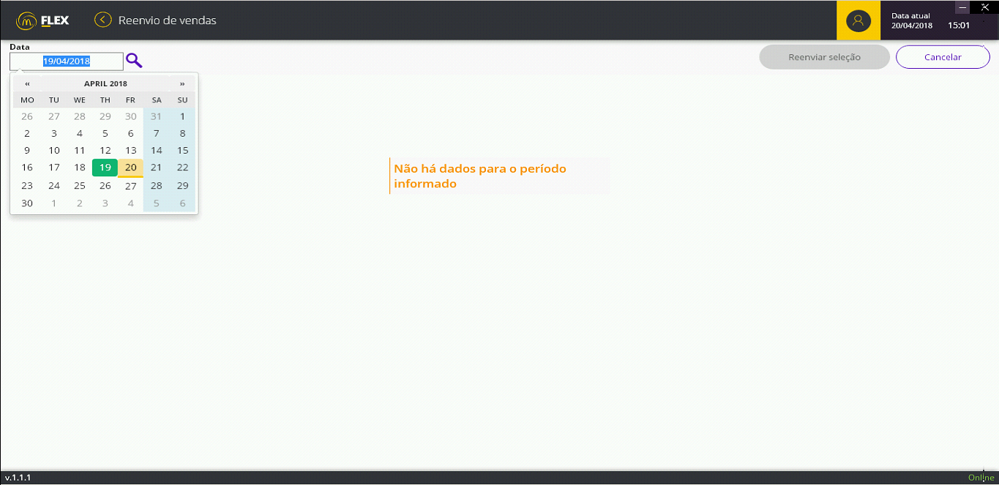 FLEX
Reenvio de vendas
Data atual
20/04/2018 15:01
Data
19/04/2018
Reenviar seleção
Cancelar
« APRIL 2018 »
MO TU WE TH FR SA SU
26 27 28 29 30 31 1
2 3 4 5 6 7 8
9 10 11 12 13 14 15
16 17 18 19 20 21 22
23 24 25 26 27 28 29
30 1 2 3 4 5 6
Não há dados para o período
informado
v.1.1.1
Online